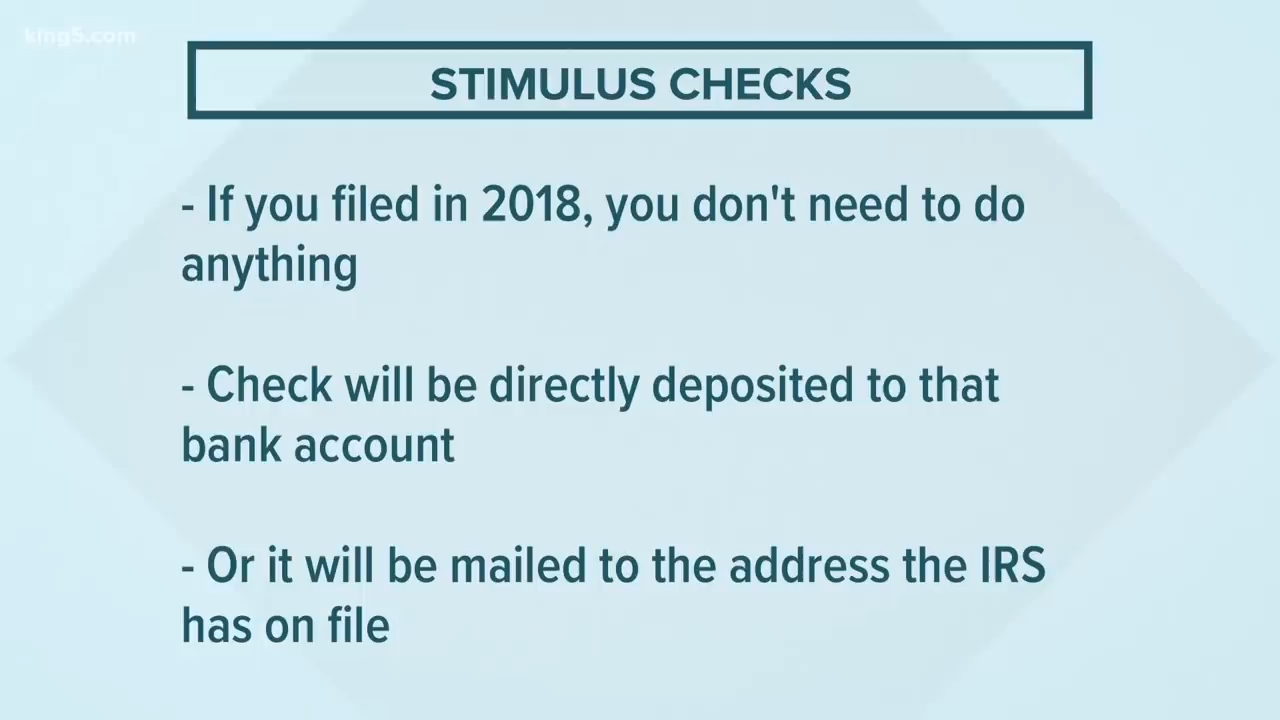 king5.com
STIMULUS CHECKS
- If you filed in 2018, you don't need to do
anything
- Check will be directly deposited to that
bank account
- Or it will be mailed to the address the IRS
has on file